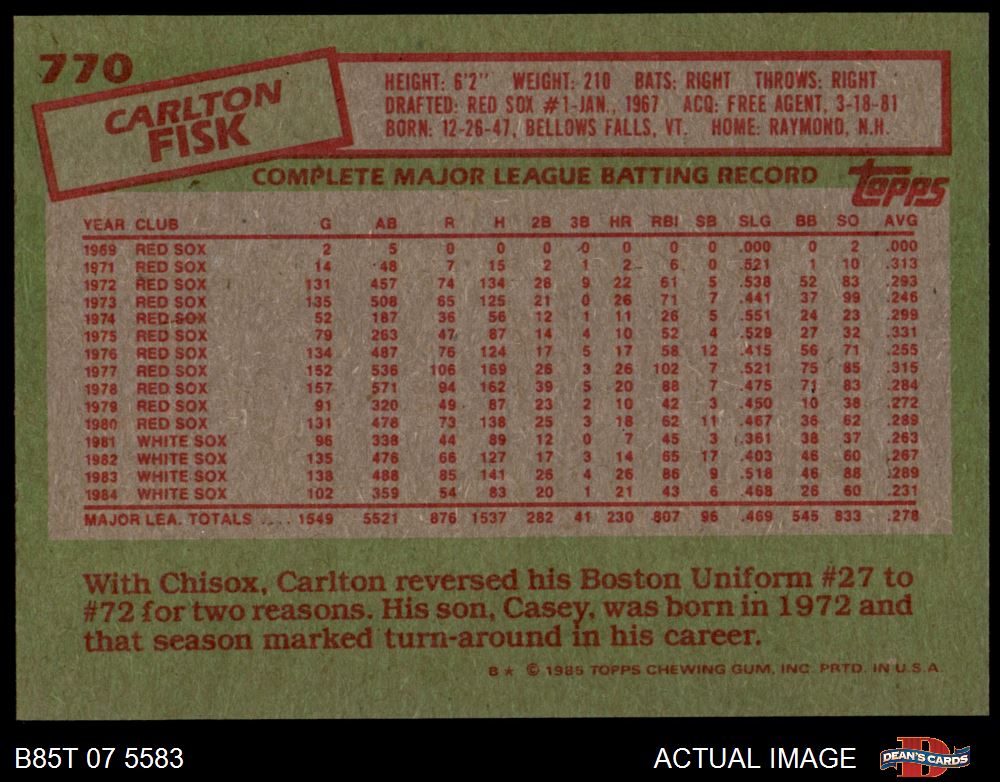 770
CARLTON
FISK
HEIGHT: 6'2" WEIGHT: 210 BATS: RIGHT THROWS: RIGHT
DRAFTED: RED SOX #1-JAN., 1967 ACQ: FREE AGENT, 3-18-81
BORN: 12-26-47, BELLOWS FALLS, VT. HOME: RAYMOND, N.H.
COMPLETE MAJOR LEAGUE BATTING RECORD
topps
YEAR CLUB G AB R H 2B 3B HR RBI SB SLG BB SO AVG
1969 RED SOX 2 5 0 0 0 0 0 0 0 .000 0 2 .000
1971 RED SOX 14 48 7 15 2 1 2 6 0 .521 1 10 .313
1972 RED SOX 131 457 74 134 28 9 22 61 5 .538 52 83 .293
1973 RED SOX 135 508 65 125 21 0 26 71 7 .441 37 99 .246
1974 RED SOX 52 187 36 56 12 1 11 26 5 .551 24 23 .299
1975 RED SOX 79 263 47 87 14 4 10 52 4 .529 27 32 .331
1976 RED SOX 134 487 76 124 17 5 17 58 12 .415 56 71 .255
1977 RED SOX 152 536 106 169 26 3 26 102 7 .521 75 85 .315
1978 RED SOX 157 571 94 162 39 5 20 88 7 .475 71 83 .284
1979 RED SOX 91 320 49 87 23 2 10 42 3 .450 10 38 .272
1980 RED SOX 131 478 73 138 25 3 18 62 11 .467 36 62 .289
1981 WHITE SOX 96 338 44 89 12 0 7 45 3 .361 38 37 .263
1982 WHITE SOX 135 476 66 127 17 3 14 65 17 .403 46 60 .267
1983 WHITE SOX 138 488 85 141 26 4 26 86 9 .518 46 88 .289
1984 WHITE SOX 102 359 54 83 20 1 21 43 6 .468 26 60 .231
MAJOR LEA. TOTALS .... 1549 5521 876 1537 282 41 230 807 96 .469 545 833 .278
With Chisox, Carlton reversed his Boston Uniform #27 to
#72 for two reasons. His son, Casey, was born in 1972 and
that season marked turn-around in his career.
B* © 1985 TOPPS CHEWING GUM, INC. PRTD. IN U.S.A.
B85T 07 5583
ACTUAL IMAGE
D
DEAN'S CARDS